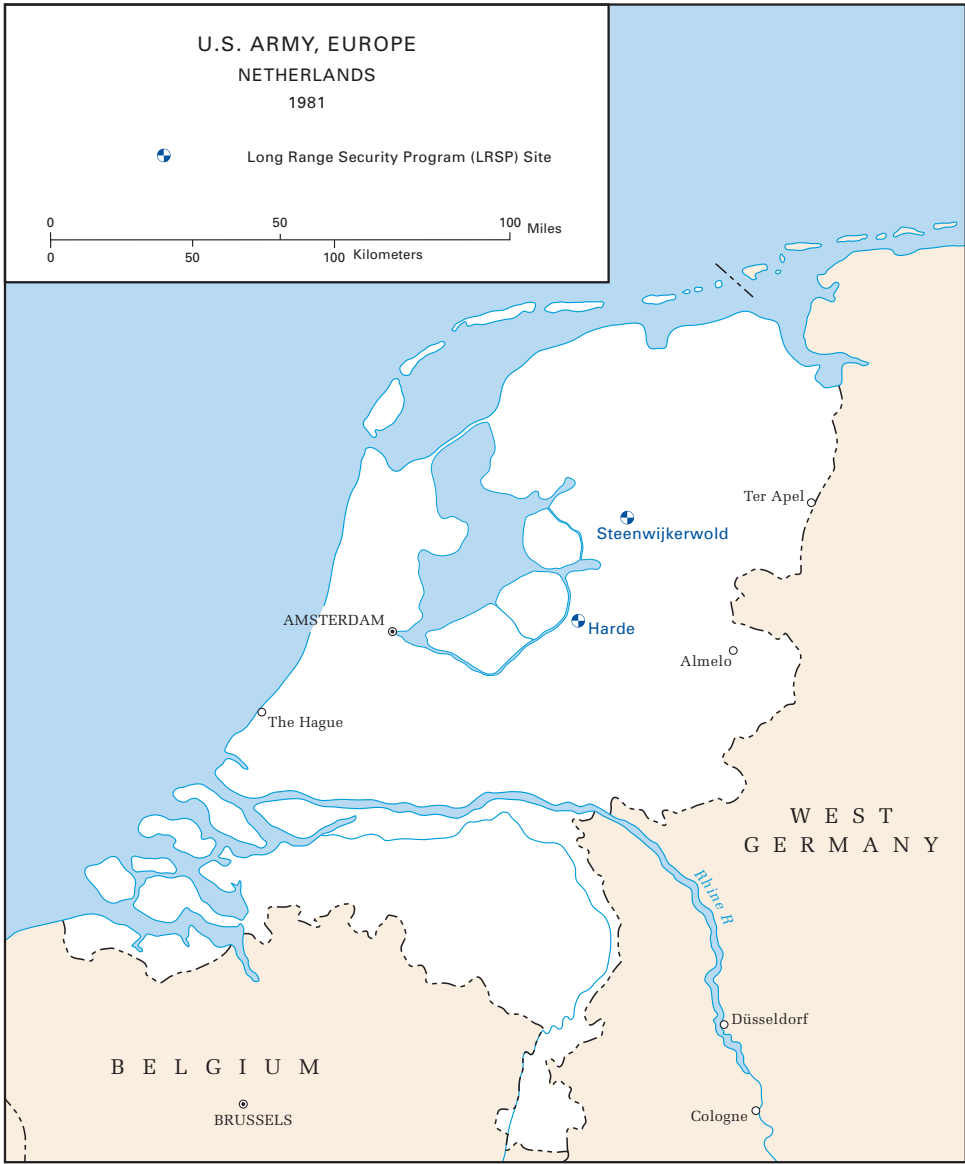 U.S. ARMY, EUROPE
NETHERLANDS
1981
Long Range Security Program (LRSP) Site
0 50 100 Miles
0 50 100 Kilometers
Ter Apel
Steenwijkerwold
AMSTERDAM
Harde
Almelo
The Hague
WEST
GERMANY
Rhine R
Düsseldorf
BELGIUM
BRUSSELS
Cologne